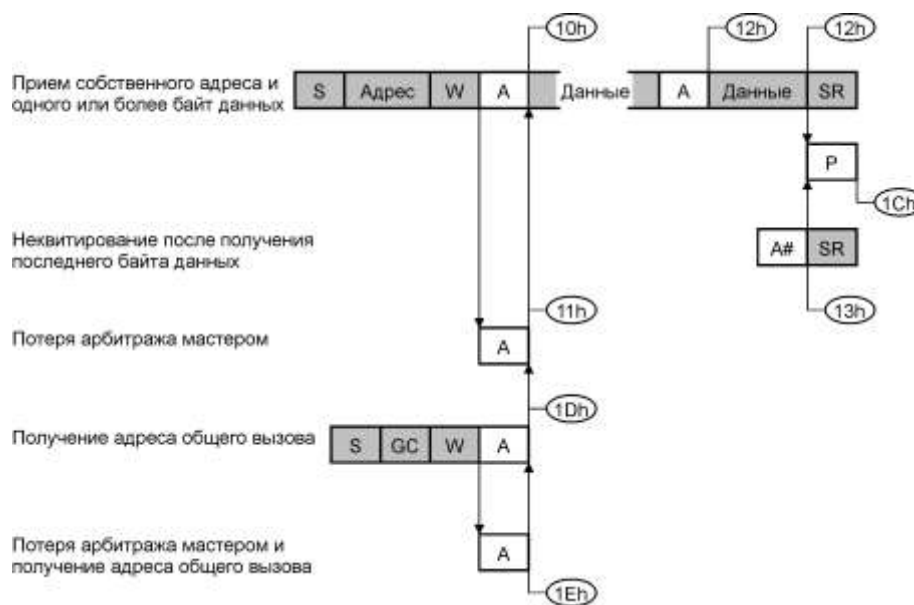 10h 12h 12h
Прием собственного адреса и
одного или более байт данных
S Адрес W A Данные A Данные SR
P
1Ch
Неквитирование после получения
последнего байта данных
A# SR
11h 13h
Потеря арбитража мастером
A
1Dh
Получение адреса общего вызова
S GC W A
Потеря арбитража мастером и
получение адреса общего вызова
A
1Eh